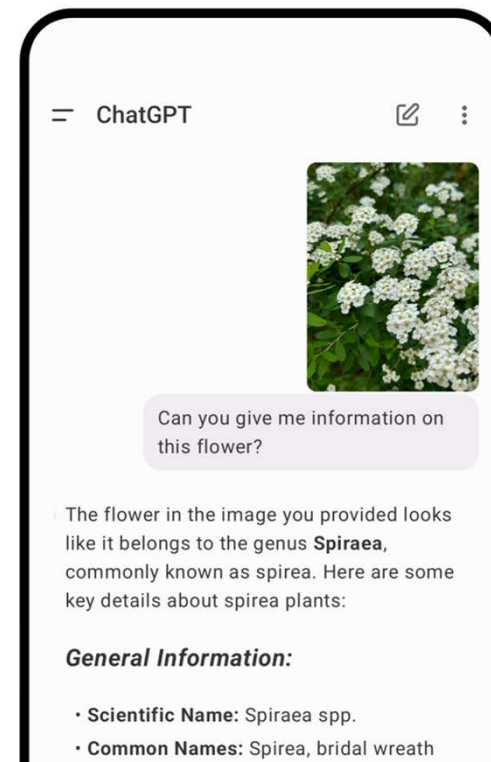 ChatGPT
Can you give me information on
this flower?
The flower in the image you provided looks
like it belongs to the genus Spiraea,
commonly known as spirea. Here are some
key details about spirea plants:
General Information:
• Scientific Name: Spiraea spp.
• Common Names: Spirea, bridal wreath